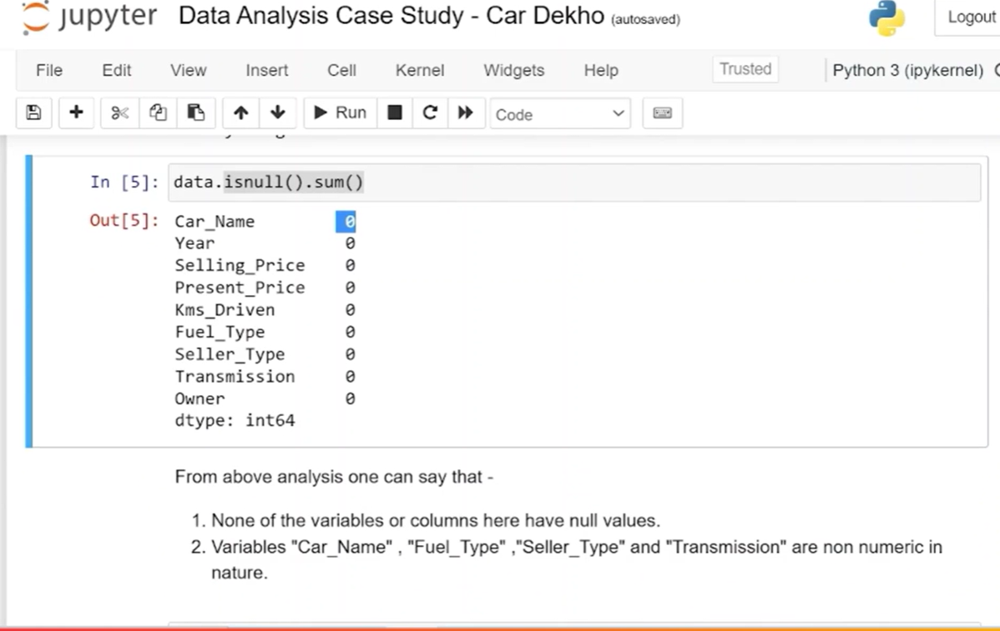 jupyter Data Analysis Case Study - Car Dekho (autosaved)
Logout
File Edit View Insert Cell Kernel Widgets Help Trusted Python 3 (ipykernel)
Run Code
In [5]: data.isnull().sum()
Out[5]: Car_Name 0
Year 0
Selling_Price 0
Present_Price 0
Kms_Driven 0
Fuel_Type 0
Seller_Type 0
Transmission 0
Owner 0
dtype: int64
From above analysis one can say that -
1. None of the variables or columns here have null values.
2. Variables "Car_Name" , "Fuel_Type" ,"Seller_Type" and "Transmission" are non numeric in
nature.